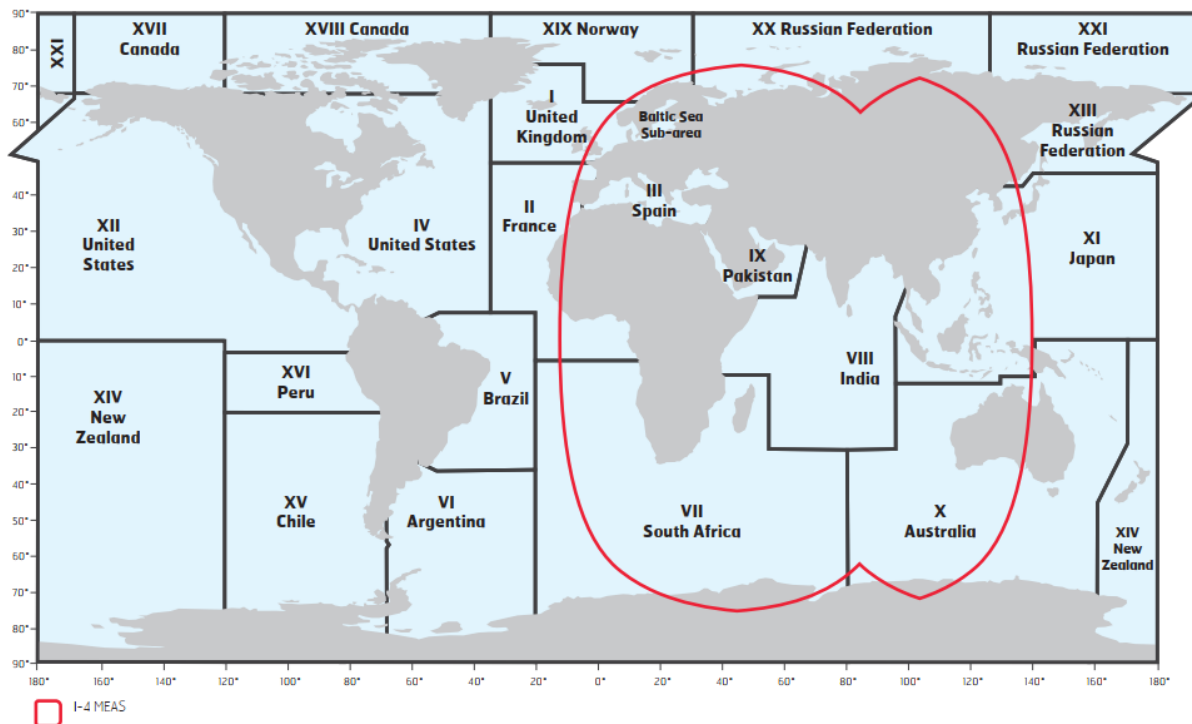 90°
80°
70°
60°
40°
30°
20°
10°
0°
10°
20°
30°
40°
50°
60°
70°
80°
90°
XXI
XVII
Canada
XVIII Canada
XIX Norway
XX Russian Federation
XXI
Russian Federation
I
United
Kingdom
Baltic Sea
Sub-area
XIII
Russian
Federation
XII
United
States
IV
United States
II
France
III
Spain
IX
Pakistan
XI
Japan
XIV
New
Zealand
XVI
Peru
V
Brazil
VIII
India
XV
Chile
VI
Argentina
VII
South Africa
X
Australia
XIV
New
Zealand
180° 160° 140° 120° 100° 80° 60° 40° 20° 0° 20° 40° 60° 80° 100° 120° 140° 160° 180°
I-4 MEAS